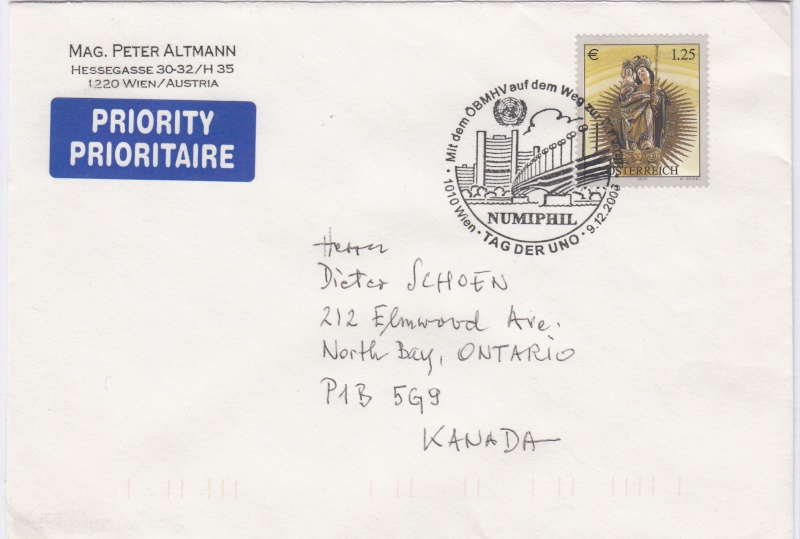 MAG. PETER ALTMANN
HESSEGASSE 30-32/H 35
1220 WIEN/AUSTRIA
PRIORITY
PRIORITAIRE
€ 1.25
ÖSTERREICH
Mit dem ÖBMHV auf dem Weg zur
NUMIPHIL
1010 Wien · TAG DER UNO · 9.12.2005
Herrn
Dieter SCHOEN
212 Elmwood Ave.
North Bay, ONTARIO
P1B 5G9
KANADA